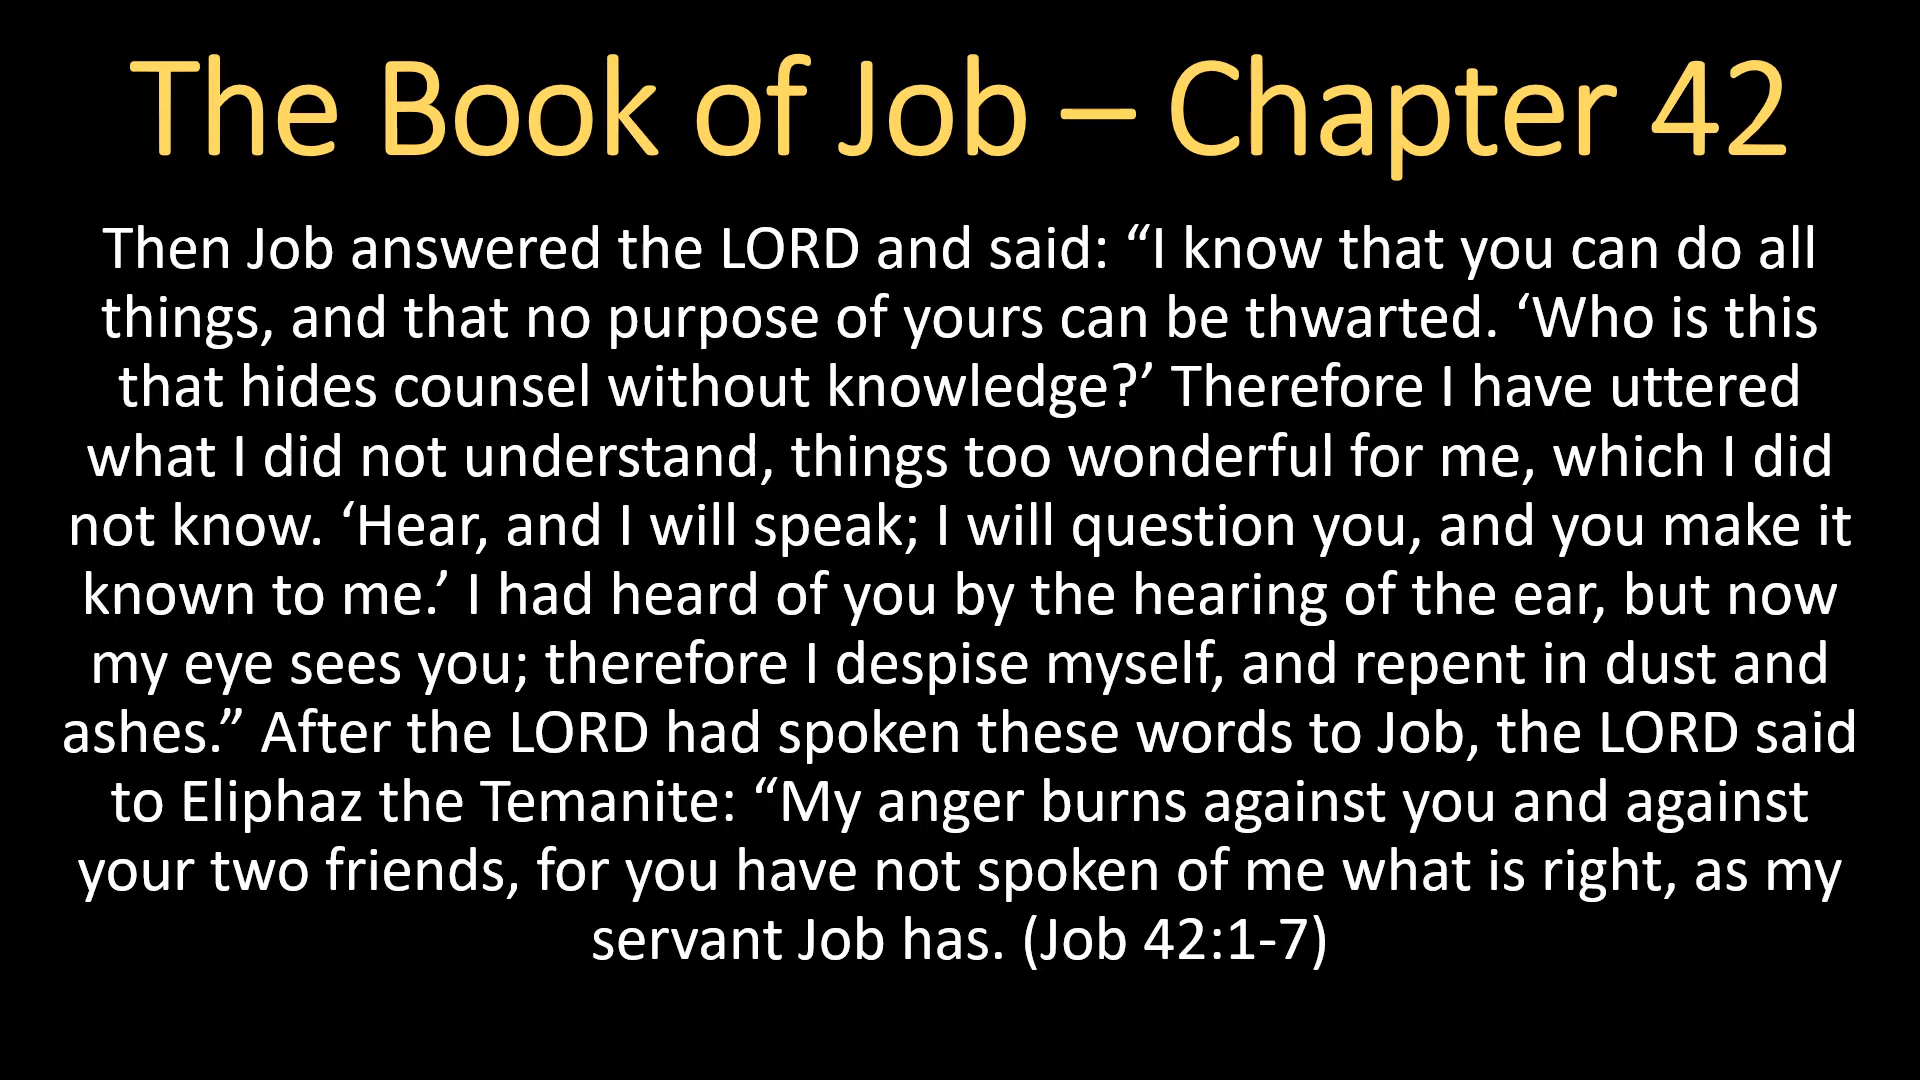 The Book of Job – Chapter 42
Then Job answered the LORD and said: “I know that you can do all
things, and that no purpose of yours can be thwarted. ‘Who is this
that hides counsel without knowledge?’ Therefore I have uttered
what I did not understand, things too wonderful for me, which I did
not know. ‘Hear, and I will speak; I will question you, and you make it
known to me.’ I had heard of you by the hearing of the ear, but now
my eye sees you; therefore I despise myself, and repent in dust and
ashes.” After the LORD had spoken these words to Job, the LORD said
to Eliphaz the Temanite: “My anger burns against you and against
your two friends, for you have not spoken of me what is right, as my
servant Job has. (Job 42:1-7)